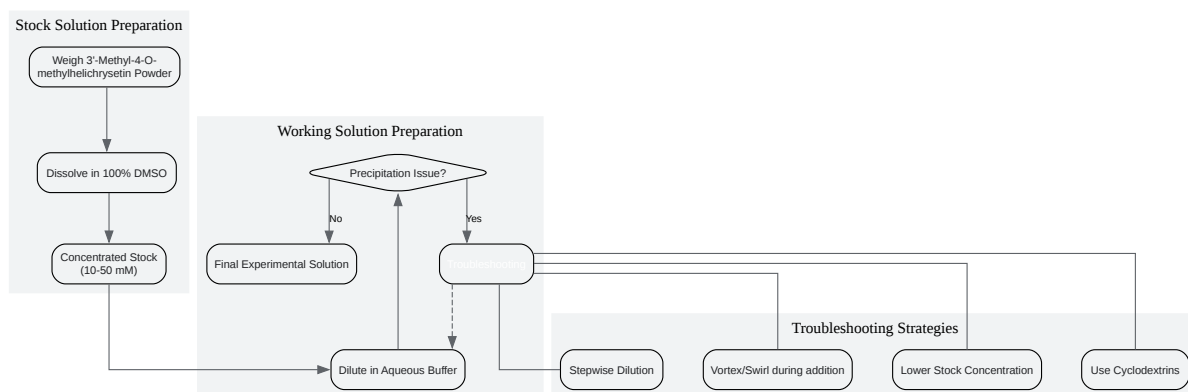 Stock Solution Preparation
Weigh 3'-Methyl-4-O-
methylhelichrysetin Powder
Dissolve in 100% DMSO
Concentrated Stock
(10-50 mM)
Working Solution Preparation
Precipitation Issue?
No
Yes
Final Experimental Solution
Troubleshooting
Dilute in Aqueous Buffer
Troubleshooting Strategies
Stepwise Dilution
Vortex/Swirl during addition
Lower Stock Concentration
Use Cyclodextrins